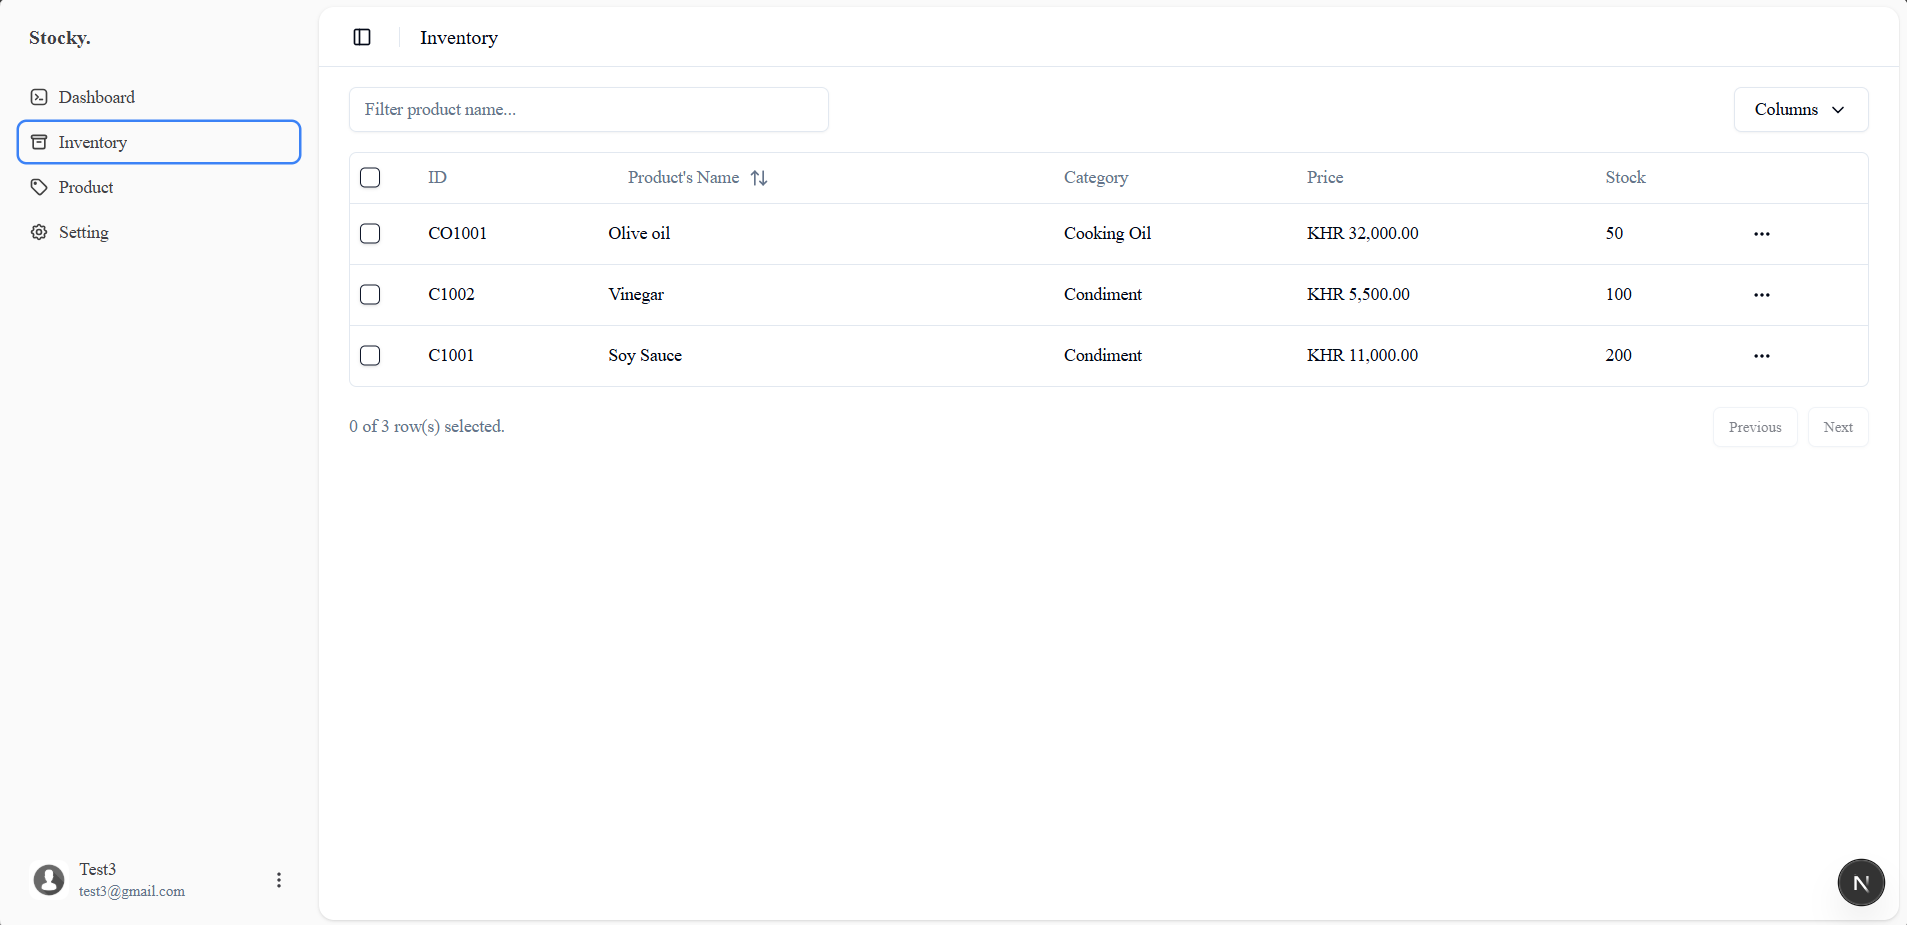 Stocky.
Dashboard
Inventory
Product
Setting
Test3
test3@gmail.com
Inventory
Filter product name...
Columns
ID Product's Name Category Price Stock
CO1001 Olive oil Cooking Oil KHR 32,000.00 50
C1002 Vinegar Condiment KHR 5,500.00 100
C1001 Soy Sauce Condiment KHR 11,000.00 200
0 of 3 row(s) selected.
Previous Next
N